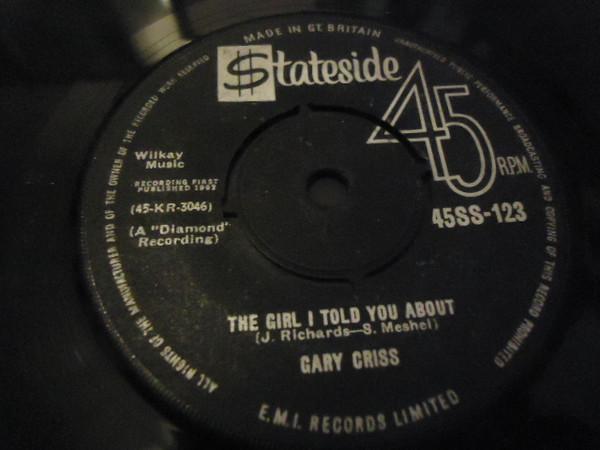 MADE IN GT. BRITAIN
UNAUTHORISED PUBLIC PERFORMANCE BROADCASTING AND COPYING OF THIS RECORD PROHIBITED
ALL RIGHTS OF THE MANUFACTURER AND OF THE OWNER OF THE RECORDED WORK RESERVED
$tateside
45
RPM.
Wilkay
Music
RECORDING FIRST
PUBLISHED 1962
(45-KR-3046)
(A "Diamond"
Recording)
45SS-123
THE GIRL I TOLD YOU ABOUT
(J. Richards—S. Meshel)
GARY CRISS
E.M.I. RECORDS LIMITED